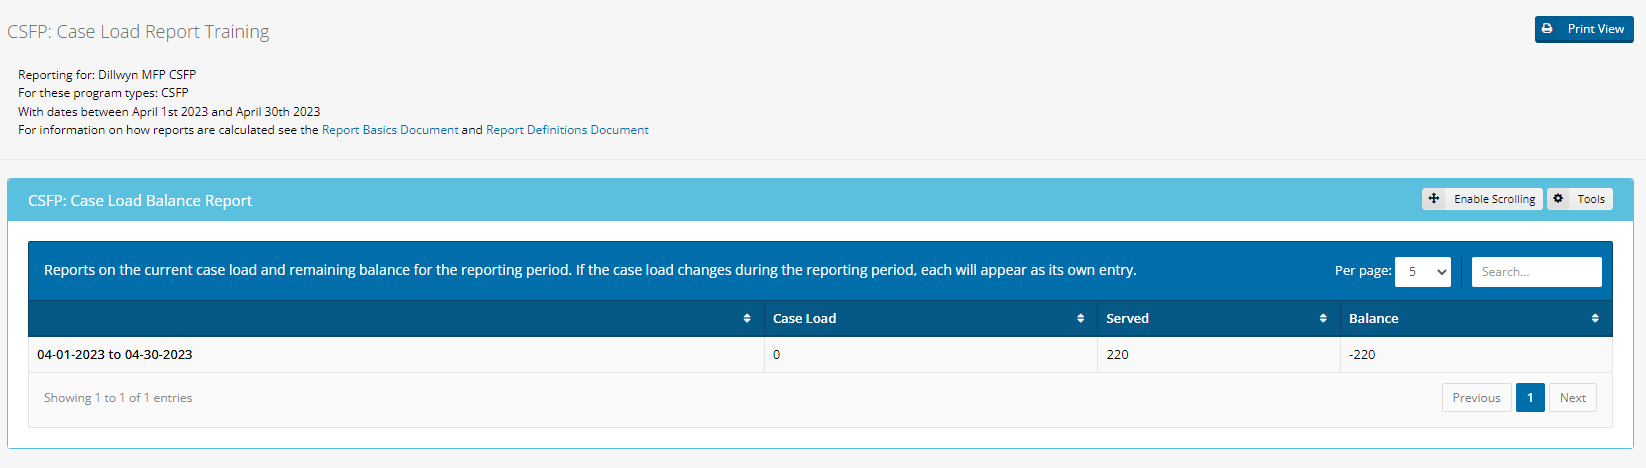 CSFP: Case Load Report Training
Print View
Reporting for: Dillwyn MFP CSFP
For these program types: CSFP
With dates between April 1st 2023 and April 30th 2023
For information on how reports are calculated see the Report Basics Document and Report Definitions Document
CSFP: Case Load Balance Report
Enable Scrolling
Tools
Reports on the current case load and remaining balance for the reporting period. If the case load changes during the reporting period, each will appear as its own entry.
Per page: 5
Search...
Case Load Served Balance
04-01-2023 to 04-30-2023 0 220 -220
Showing 1 to 1 of 1 entries
Previous 1 Next